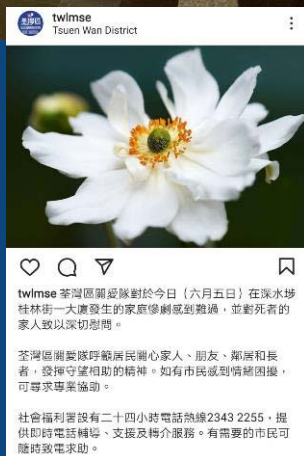 twlmse
Tsuen Wan District
twlmse 荃灣區關愛隊對於今日（六月五日）在深水埗
桂林街一大廈發生的家庭慘劇感到難過，並對死者的
家人致以深切慰問。
荃灣區關愛隊呼籲居民關心家人、朋友、鄰居和長
者，發揮守望相助的精神。如有市民感到情緒困擾，
可尋求專業協助。
社會福利署設有二十四小時電話熱線2343 2255，提
供即時電話輔導、支援及轉介服務。有需要的市民可
隨時致電求助。